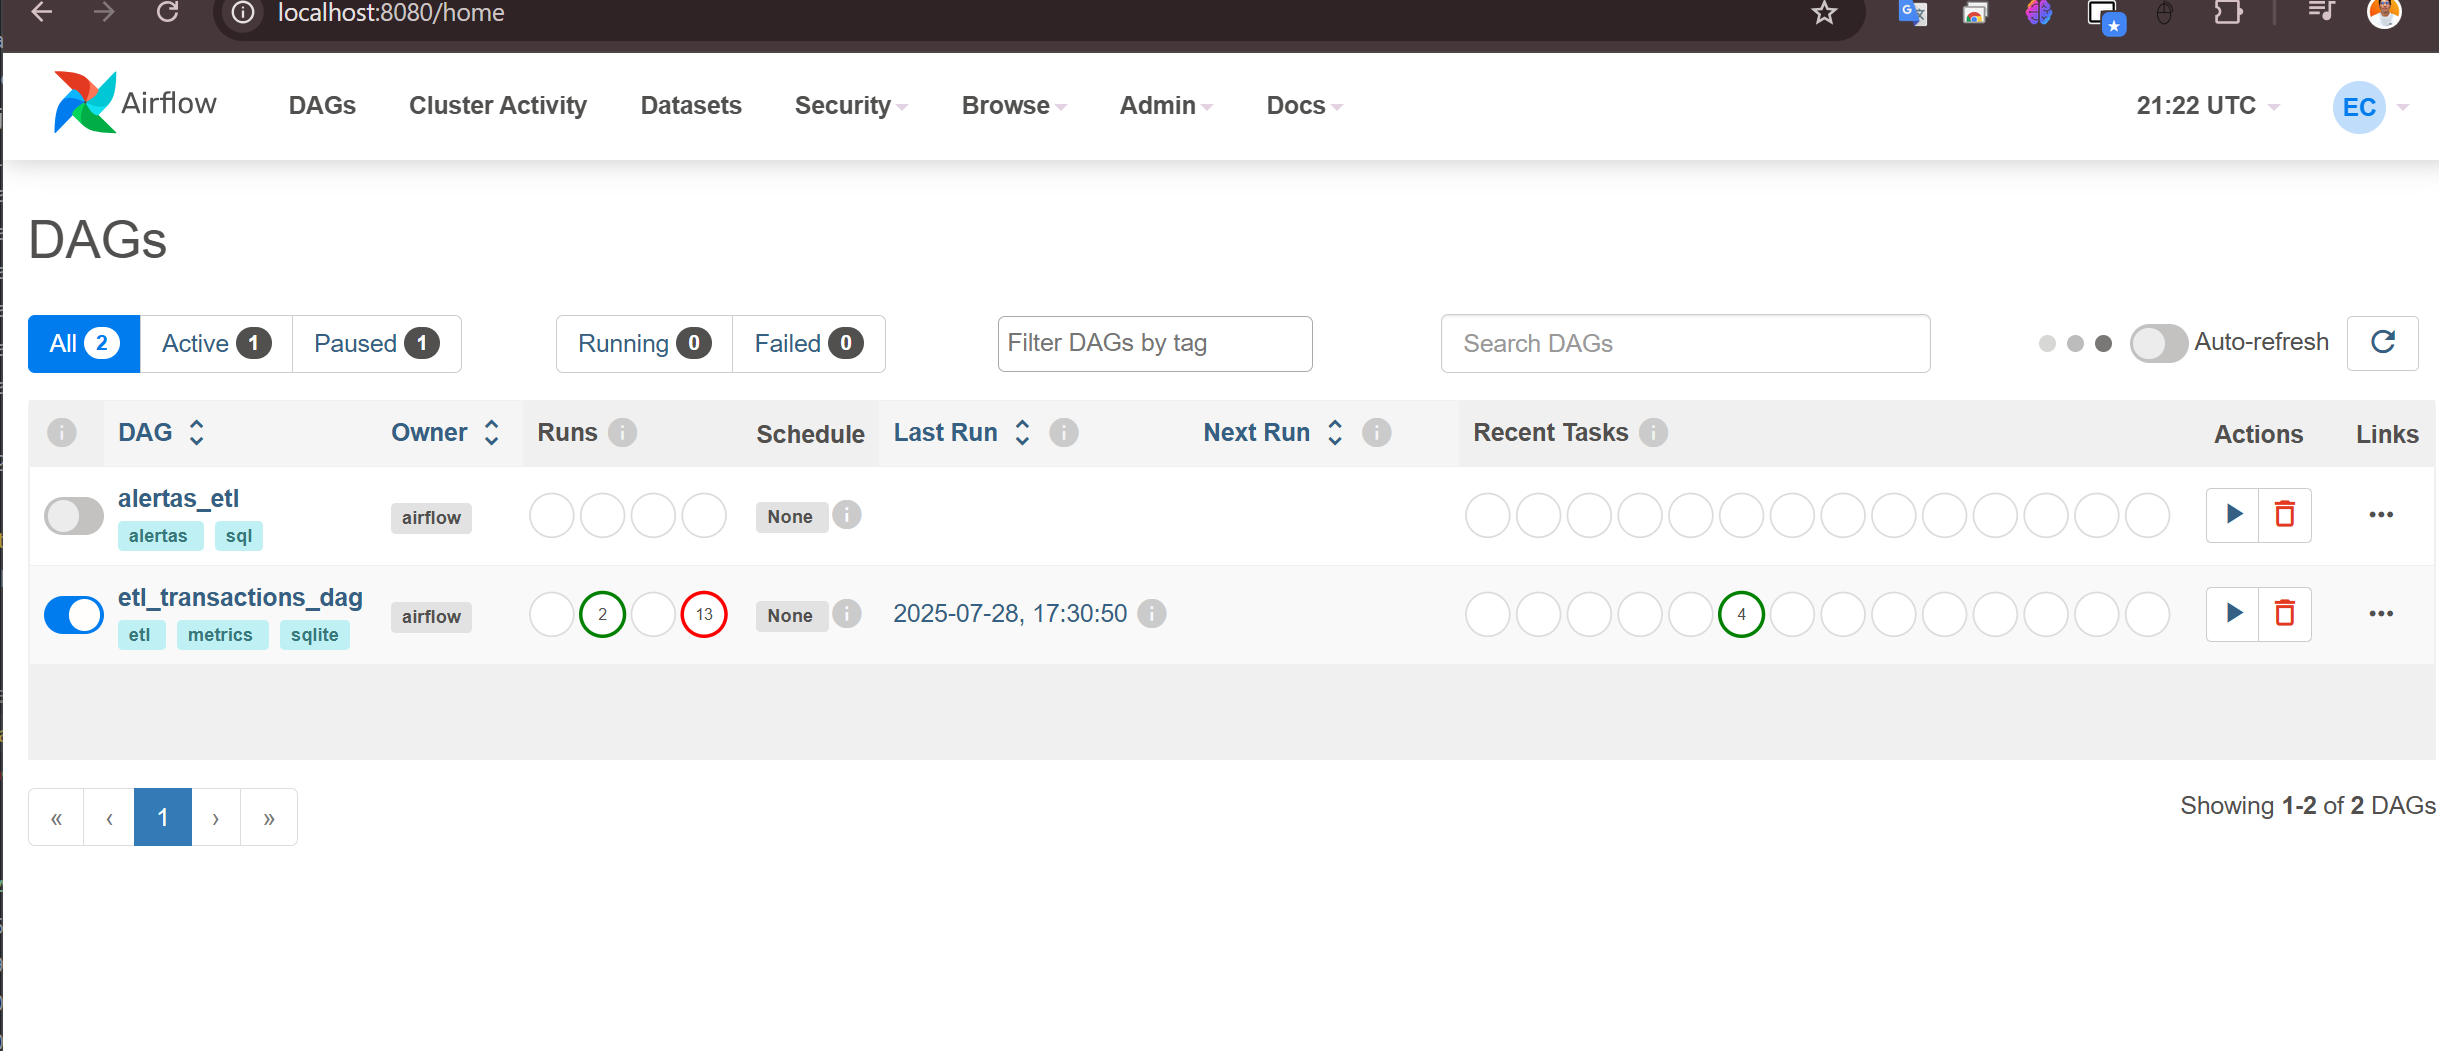 localhost:8080/home
Airflow DAGs Cluster Activity Datasets Security Browse Admin Docs 21:22 UTC EC
DAGs
All 2 Active 1 Paused 1 Running 0 Failed 0 Filter DAGs by tag Search DAGs Auto-refresh
DAG Owner Runs Schedule Last Run Next Run Recent Tasks Actions Links
alertas_etl
airflow None
alertas sql
etl_transactions_dag
airflow 2 13 None 2025-07-28, 17:30:50 4
etl metrics sqlite
« ‹ 1 › »
Showing 1-2 of 2 DAGs